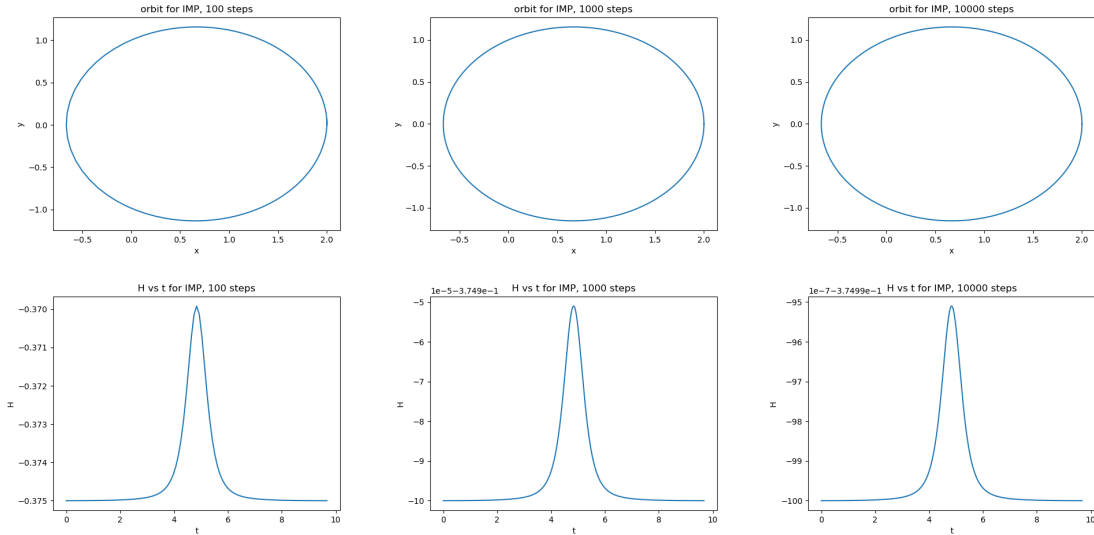 orbit for IMP, 100 steps
1.0
0.5
0.0
−0.5
−1.0
y
−0.5 0.0 0.5 1.0 1.5 2.0
x
orbit for IMP, 1000 steps
1.0
0.5
0.0
−0.5
−1.0
y
−0.5 0.0 0.5 1.0 1.5 2.0
x
orbit for IMP, 10000 steps
1.0
0.5
0.0
−0.5
−1.0
y
−0.5 0.0 0.5 1.0 1.5 2.0
x
H vs t for IMP, 100 steps
−0.370
−0.371
−0.372
−0.373
−0.374
−0.375
H
0 2 4 6 8 10
t
1e−5−3.749e−1 H vs t for IMP, 1000 steps
−5
−6
−7
−8
−9
−10
H
0 2 4 6 8 10
t
1e−7−3.7499e−1 H vs t for IMP, 10000 steps
−95
−96
−97
−98
−99
−100
H
0 2 4 6 8 10
t